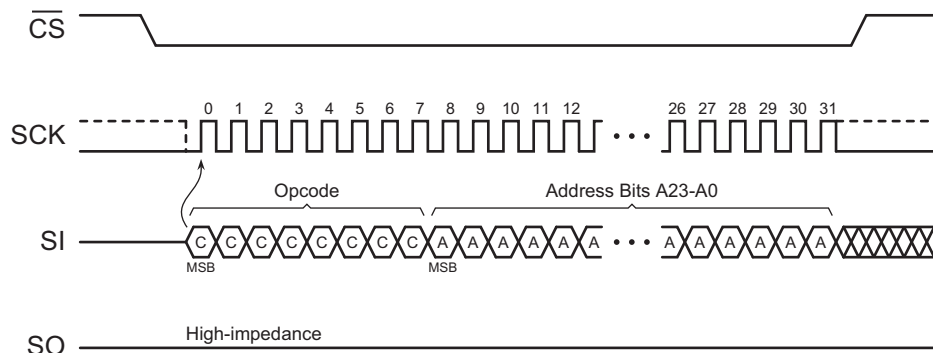 CS
0 1 2 3 4 5 6 7 8 9 10 11 12 26 27 28 29 30 31
SCK
Opcode Address Bits A23-A0
SI C C C C C C C C A A A A A A A A A A A A
MSB MSB
High-impedance
SO